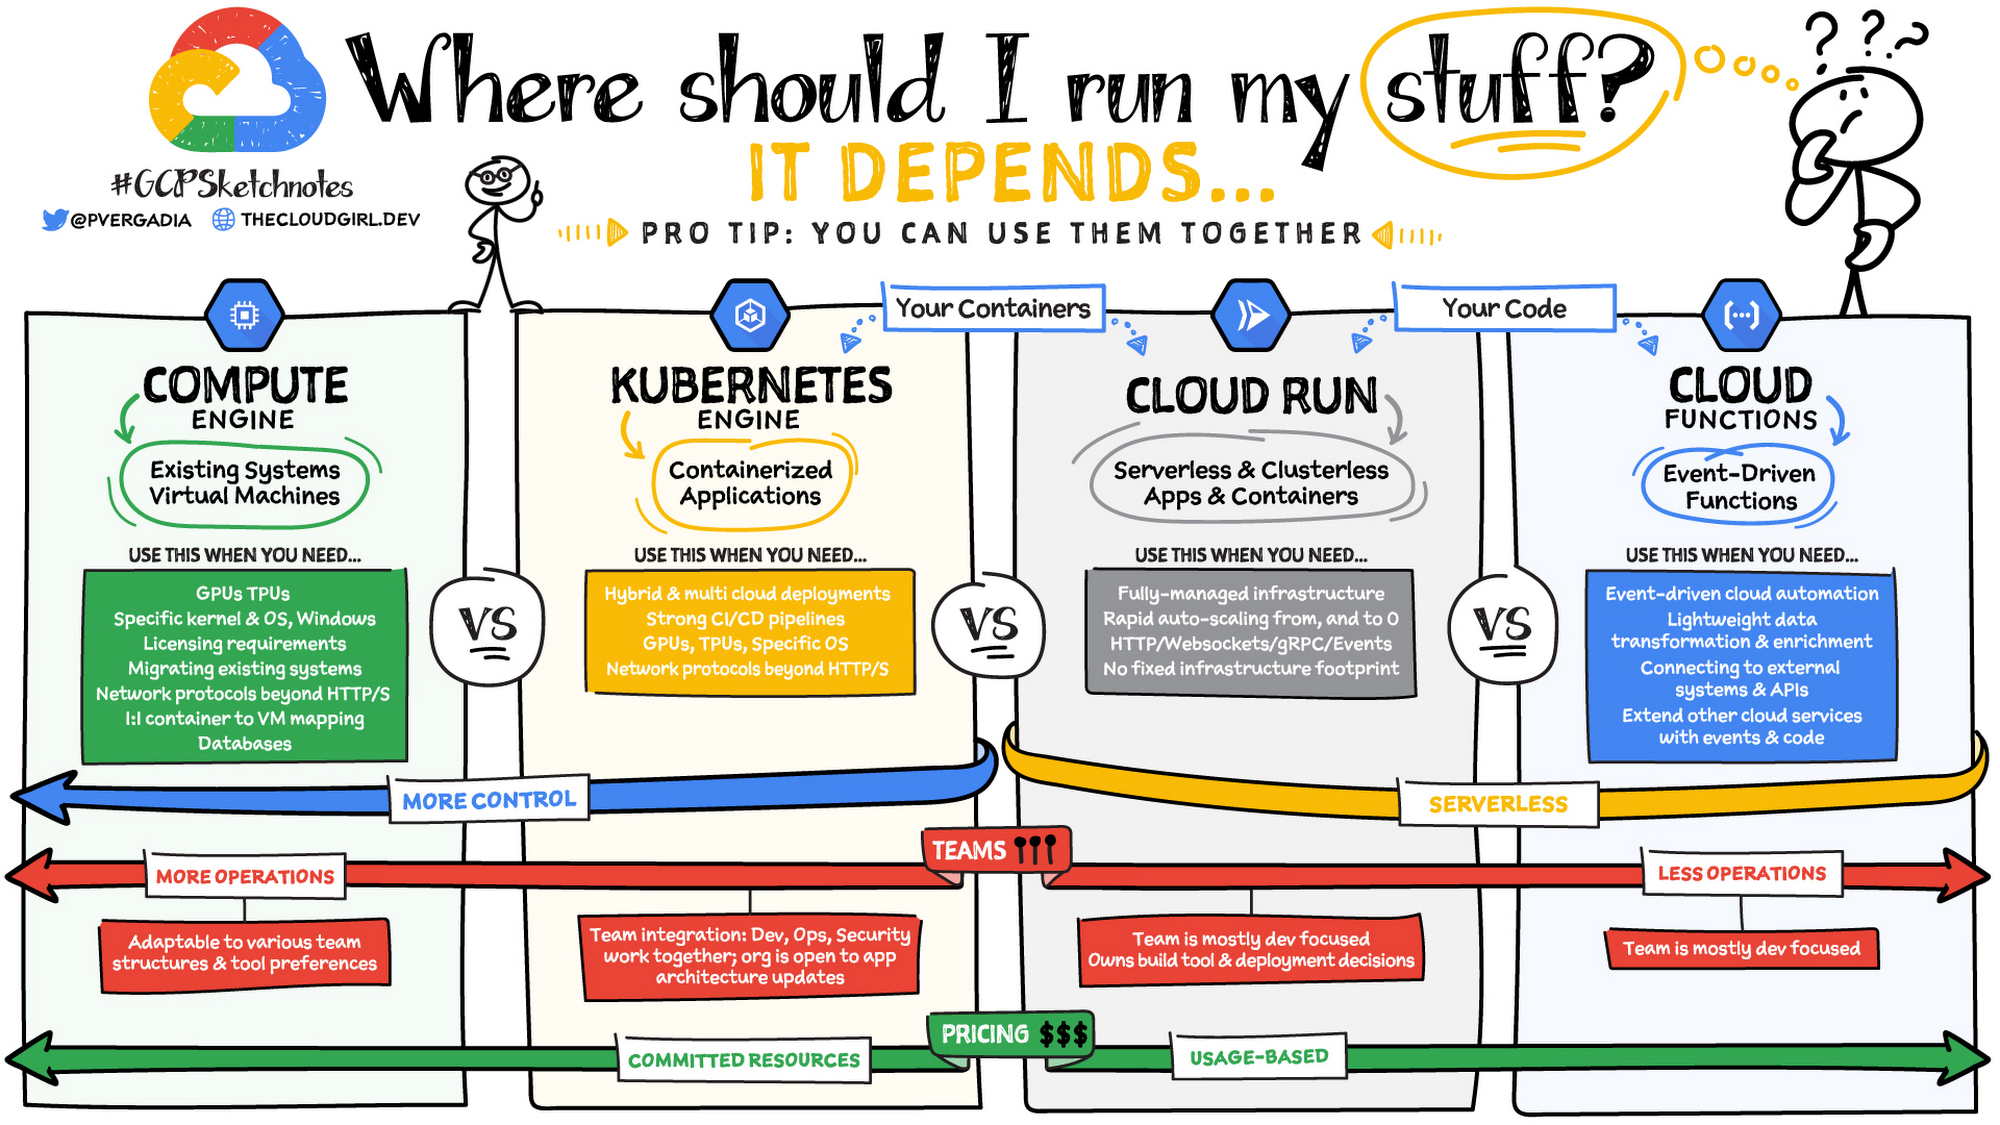 Where should I run my stuff?
IT DEPENDS...
PRO TIP: YOU CAN USE THEM TOGETHER
#GCPSketchnotes
@PVERGADIA THECLOUDGIRL.DEV
? ? ?
Your Containers
Your Code
COMPUTE
ENGINE
Existing Systems
Virtual Machines
USE THIS WHEN YOU NEED...
GPUs TPUs
Specific kernel & OS, Windows
Licensing requirements
Migrating existing systems
Network protocols beyond HTTP/S
1:1 container to VM mapping
Databases
VS
KUBERNETES
ENGINE
Containerized
Applications
USE THIS WHEN YOU NEED...
Hybrid & multi cloud deployments
Strong CI/CD pipelines
GPUs, TPUs, Specific OS
Network protocols beyond HTTP/S
VS
CLOUD RUN
Serverless & Clusterless
Apps & Containers
USE THIS WHEN YOU NEED...
Fully-managed infrastructure
Rapid auto-scaling from, and to 0
HTTP/Websockets/gRPC/Events
No fixed infrastructure footprint
VS
CLOUD
FUNCTIONS
Event-Driven
Functions
USE THIS WHEN YOU NEED...
Event-driven cloud automation
Lightweight data
transformation & enrichment
Connecting to external
systems & APIs
Extend other cloud services
with events & code
MORE CONTROL
SERVERLESS
TEAMS
MORE OPERATIONS
LESS OPERATIONS
Adaptable to various team
structures & tool preferences
Team integration: Dev, Ops, Security
work together; org is open to app
architecture updates
Team is mostly dev focused
Owns build tool & deployment decisions
Team is mostly dev focused
PRICING $$$
COMMITTED RESOURCES
USAGE-BASED